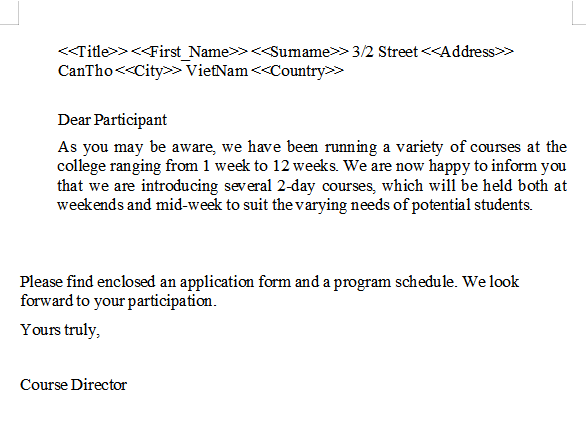 <<Title>> <<First_Name>> <<Surname>> 3/2 Street <<Address>>
CanTho <<City>> VietNam <<Country>>
Dear Participant
As you may be aware, we have been running a variety of courses at the
college ranging from 1 week to 12 weeks. We are now happy to inform you
that we are introducing several 2-day courses, which will be held both at
weekends and mid-week to suit the varying needs of potential students.
Please find enclosed an application form and a program schedule. We look
forward to your participation.
Yours truly,
Course Director